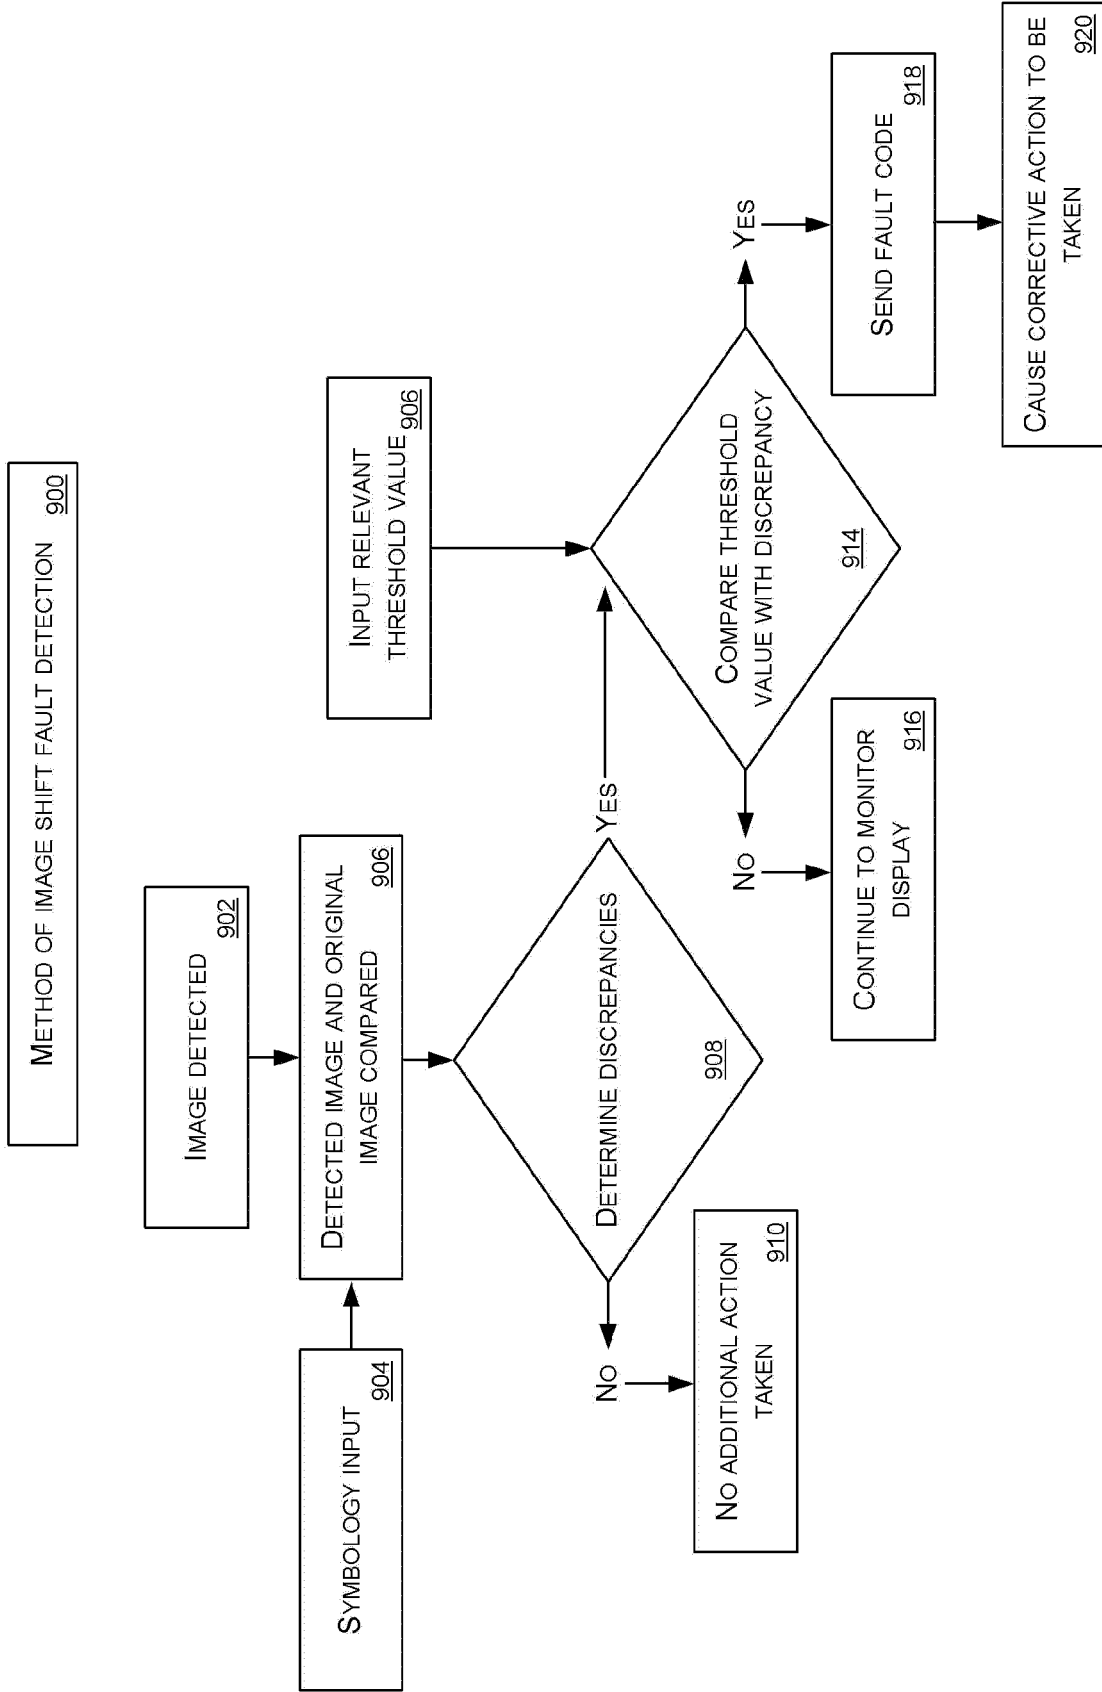 METHOD OF IMAGE SHIFT FAULT DETECTION 900
IMAGE DETECTED
902
SYMBOLOGY INPUT
904
DETECTED IMAGE AND ORIGINAL
IMAGE COMPARED
906
INPUT RELEVANT
THRESHOLD VALUE
906
DETERMINE DISCREPANCIES
908
NO
YES
NO ADDITIONAL ACTION
TAKEN
910
COMPARE THRESHOLD
VALUE WITH DISCREPANCY
914
NO
YES
CONTINUE TO MONITOR
DISPLAY
916
SEND FAULT CODE
918
CAUSE CORRECTIVE ACTION TO BE
TAKEN
920